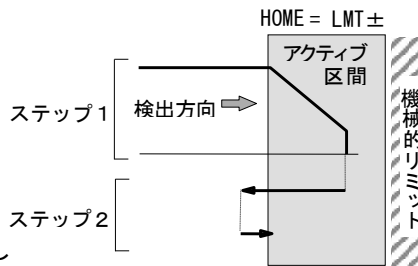 HOME = LMT±
アクティブ
区間
ステップ1
検出方向
機械的リミット
ステップ2